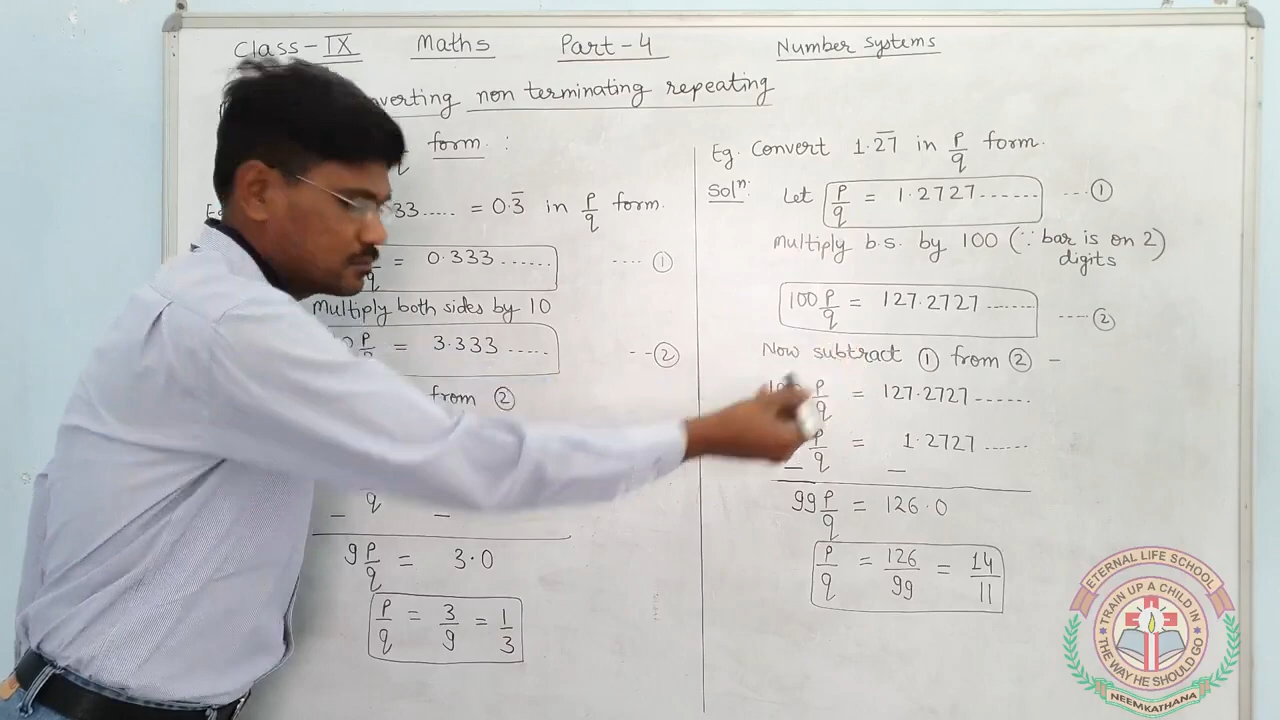 Class-IX Maths Part-4 Number Systems
verting non terminating repeating
q form :
33..... = 0.3̅ in p/q form.
q = 0.333....... ---- ①
Multiply both sides by 10
p = 3.333 ..... --②
from ②
q
— —
9 p/q = 3.0
p/q = 3/9 = 1/3
Eg. Convert 1.2̅7̅ in p/q form.
Solⁿ: Let p/q = 1.2727....... ---①
Multiply b.s. by 100 (∵ bar is on 2 digits)
100 p/q = 127.2727....... ----②
Now subtract ① from ② —
p/q = 127.2727.......
p/q = 1.2727......
— —
99 p/q = 126.0
p/q = 126/99 = 14/11
ETERNAL LIFE SCHOOL
TRAIN UP A CHILD IN THE WAY HE SHOULD GO
NEEMKATHANA